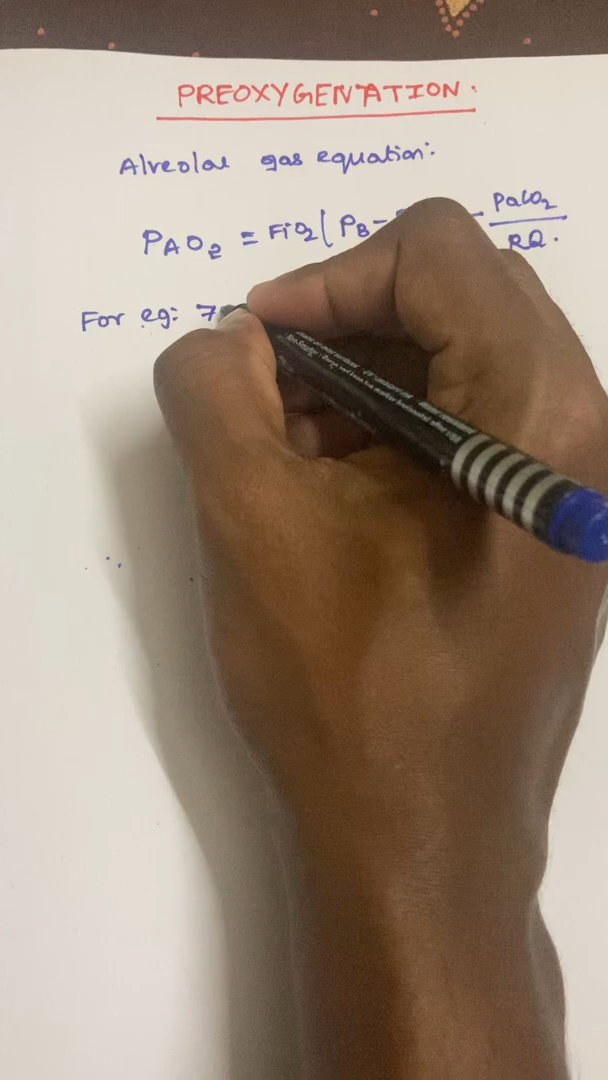 PREOXYGENATION.
Alveolar gas equation:
PAO2 = FiO2 ( PB - - PaCO2 / RQ.
For eg: 7